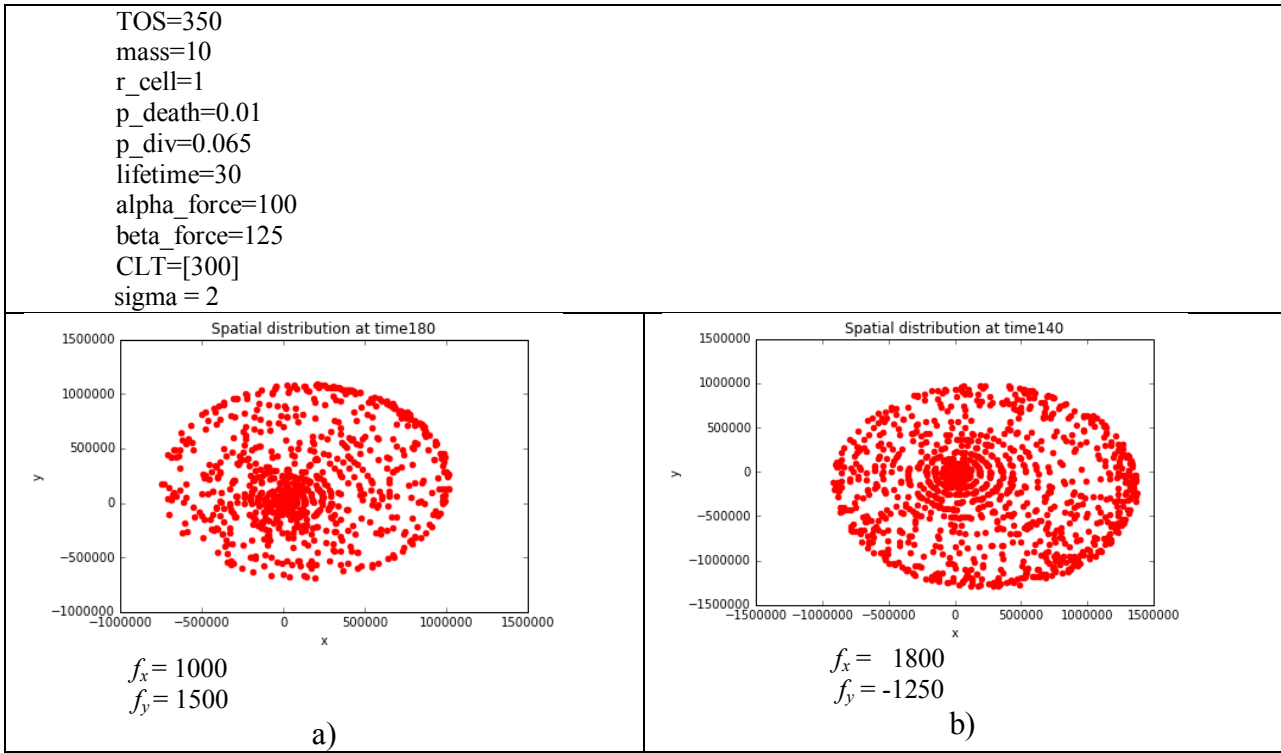 TOS=350
mass=10
r_cell=1
p_death=0.01
p_div=0.065
lifetime=30
alpha_force=100
beta_force=125
CLT=[300]
sigma = 2
Spatial distribution at time180
1500000
1000000
500000
0
−500000
−1000000
y
−1000000 −500000 0 500000 1000000 1500000
x
fx = 1000
fy = 1500
a)
Spatial distribution at time140
1500000
1000000
500000
0
−500000
−1000000
−1500000
y
−1500000 −1000000 −500000 0 500000 1000000 1500000
x
fx = 1800
fy = -1250
b)